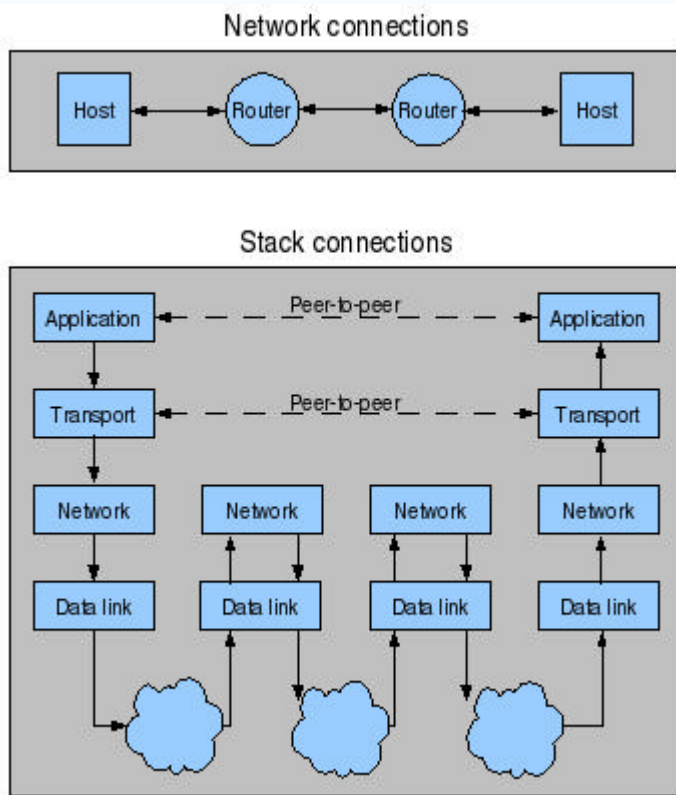 Network connections
Host
Router
Router
Host
Stack connections
Application
Peer-to-peer
Application
Transport
Peer-to-peer
Transport
Network
Network
Network
Network
Data link
Data link
Data link
Data link